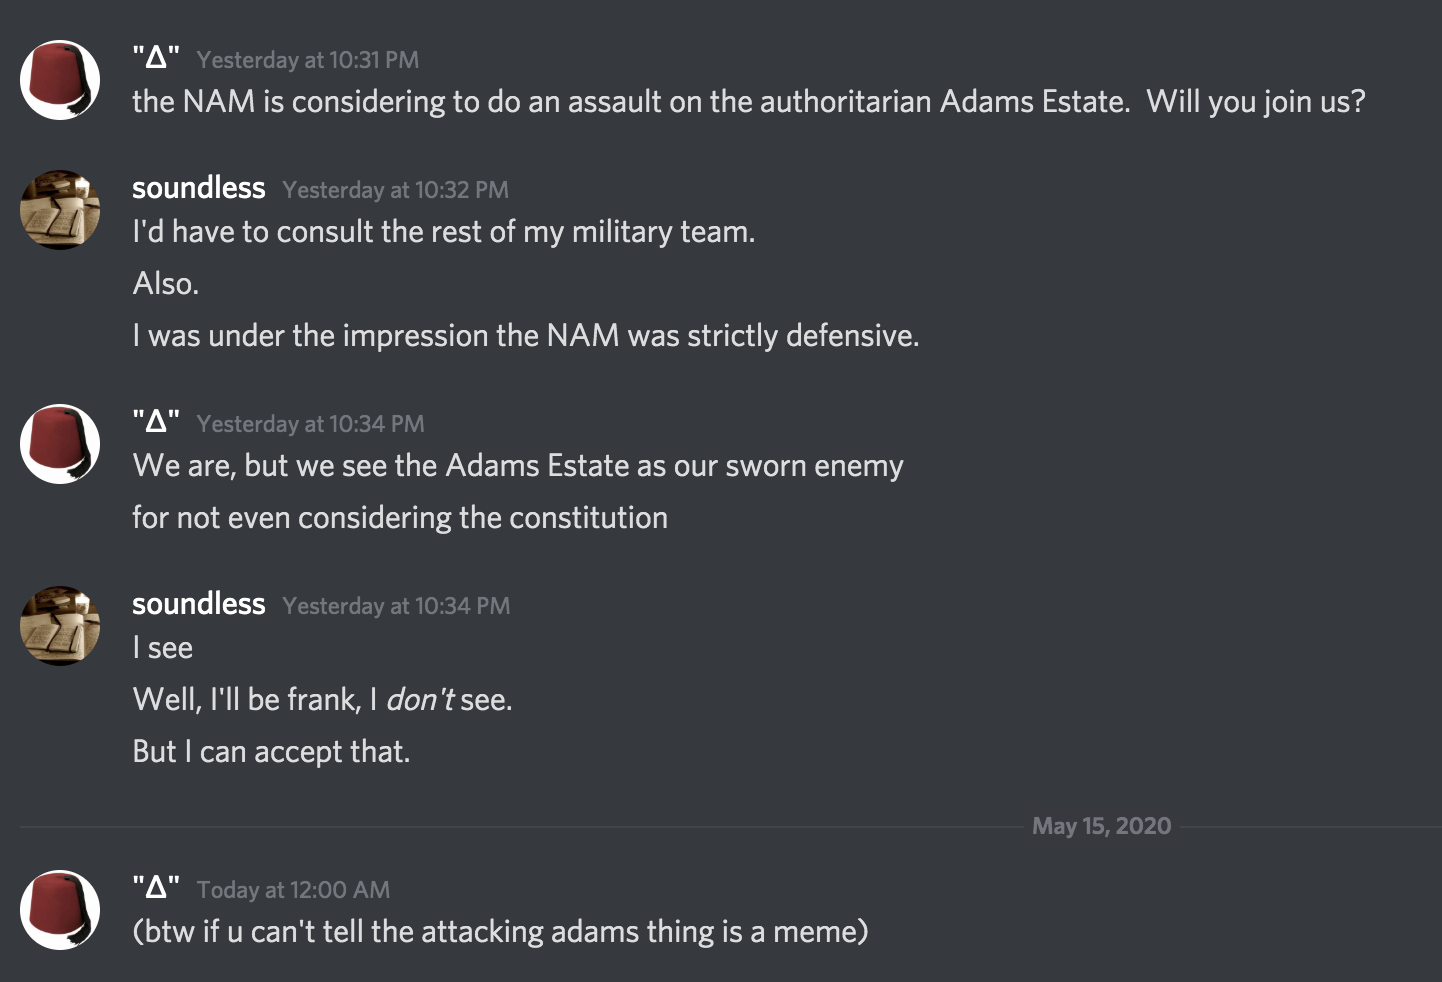 "Δ" Yesterday at 10:31 PM
the NAM is considering to do an assault on the authoritarian Adams Estate.  Will you join us?
soundless Yesterday at 10:32 PM
I'd have to consult the rest of my military team.
Also.
I was under the impression the NAM was strictly defensive.
"Δ" Yesterday at 10:34 PM
We are, but we see the Adams Estate as our sworn enemy
for not even considering the constitution
soundless Yesterday at 10:34 PM
I see
Well, I'll be frank, I don't see.
But I can accept that.
May 15, 2020
"Δ" Today at 12:00 AM
(btw if u can't tell the attacking adams thing is a meme)